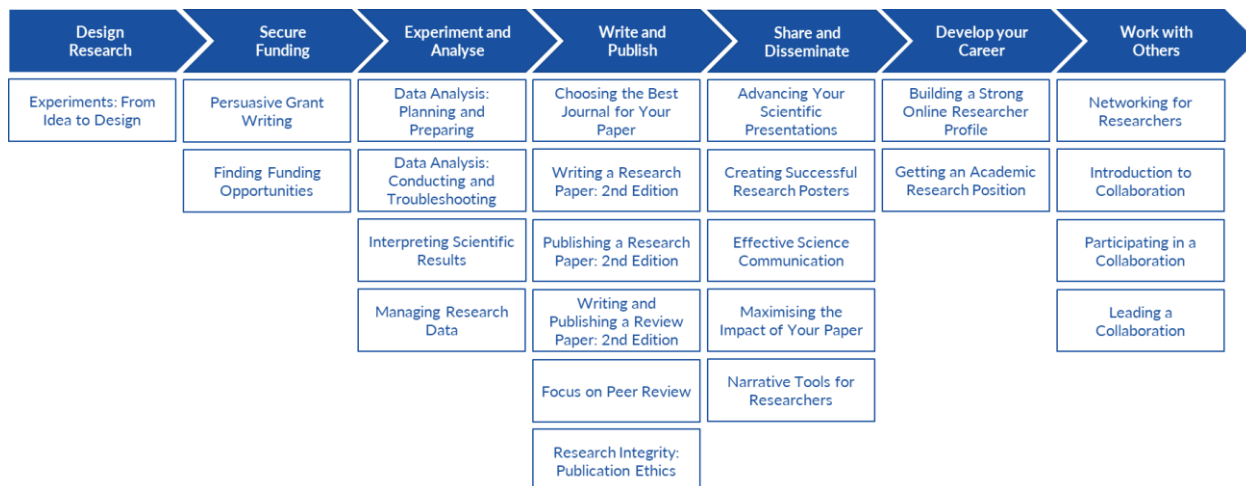 Design
Research
Secure
Funding
Experiment and
Analyse
Write and
Publish
Share and
Disseminate
Develop your
Career
Work with
Others
Experiments: From
Idea to Design
Persuasive Grant
Writing
Finding Funding
Opportunities
Data Analysis:
Planning and
Preparing
Data Analysis:
Conducting and
Troubleshooting
Interpreting Scientific
Results
Managing Research
Data
Choosing the Best
Journal for Your
Paper
Writing a Research
Paper: 2nd Edition
Publishing a Research
Paper: 2nd Edition
Writing and
Publishing a Review
Paper: 2nd Edition
Focus on Peer Review
Research Integrity:
Publication Ethics
Advancing Your
Scientific
Presentations
Creating Successful
Research Posters
Effective Science
Communication
Maximising the
Impact of Your Paper
Narrative Tools for
Researchers
Building a Strong
Online Researcher
Profile
Getting an Academic
Research Position
Networking for
Researchers
Introduction to
Collaboration
Participating in a
Collaboration
Leading a
Collaboration